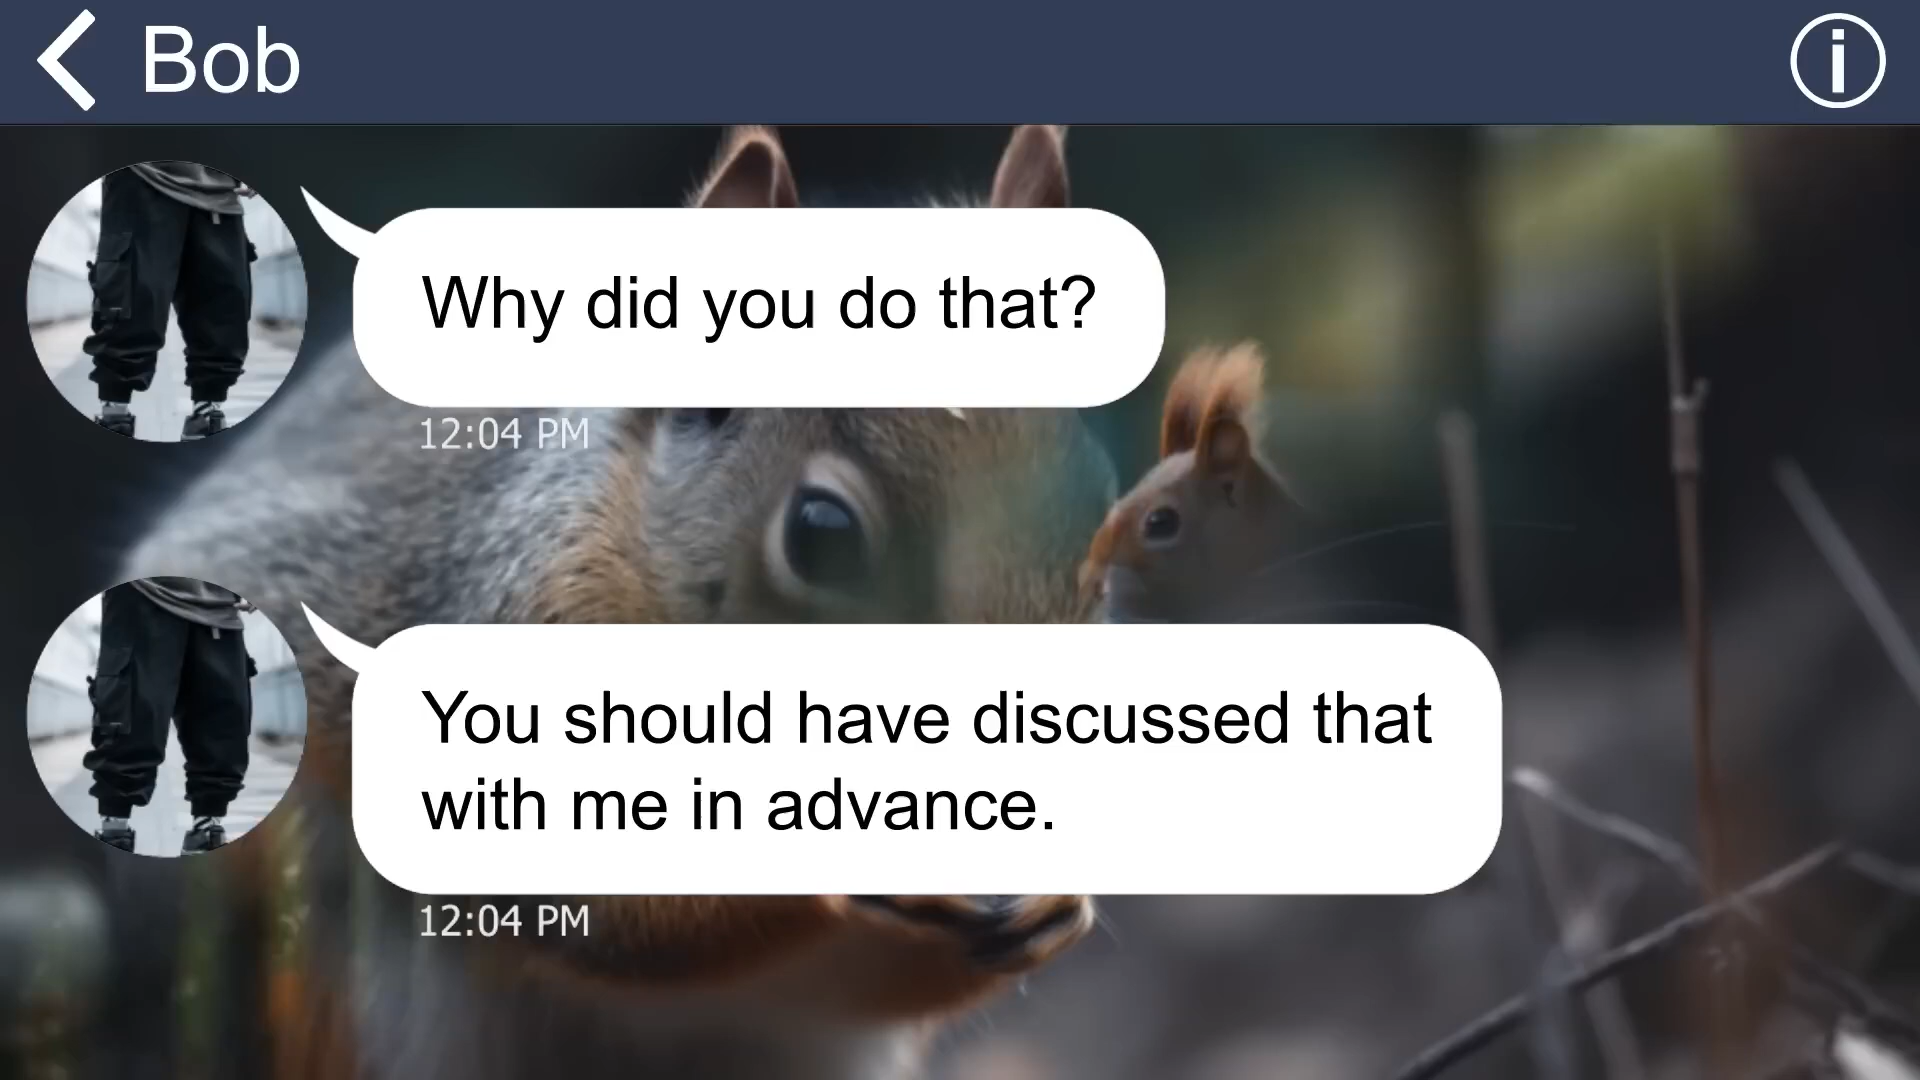 Bob
Why did you do that?
12:04 PM
You should have discussed that
with me in advance.
12:04 PM